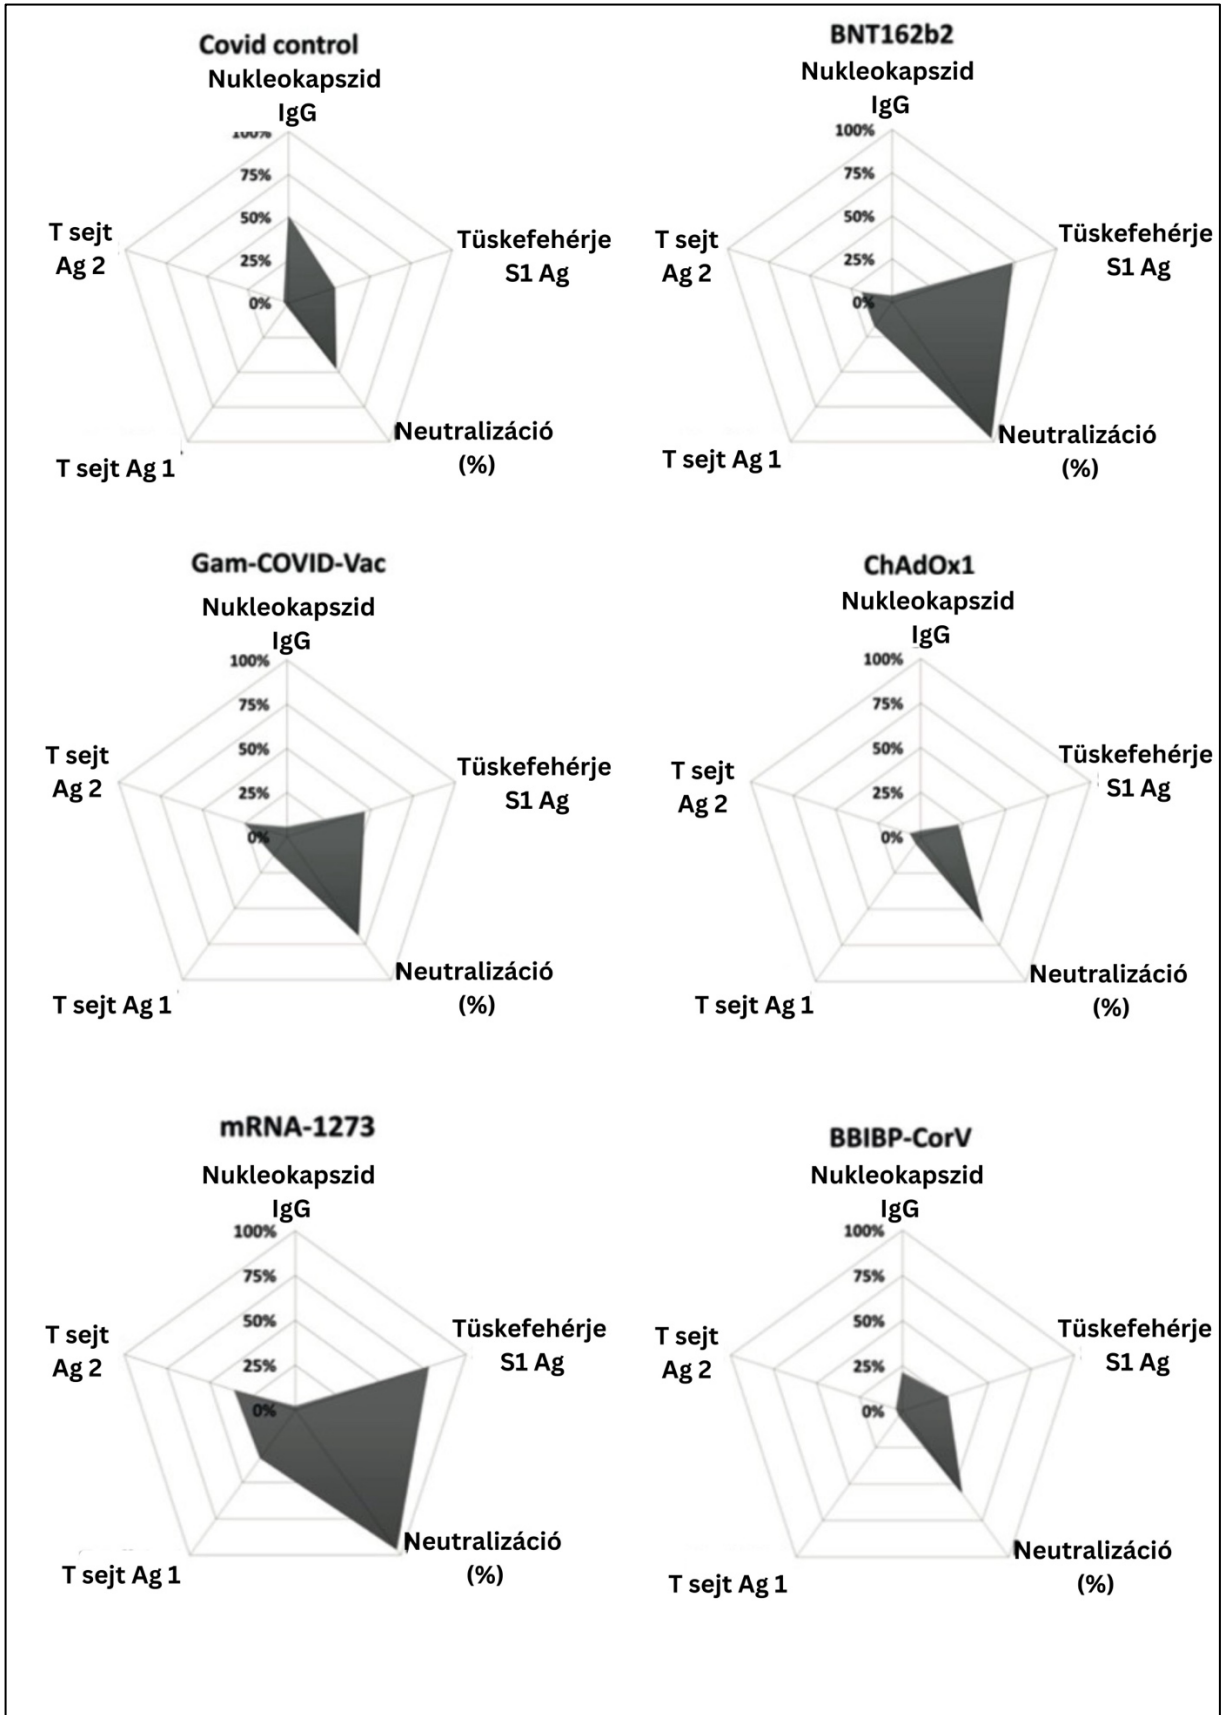 Covid control
Nukleokapszid
IgG
100%
75%
50%
25%
0%
Tüskefehérje
S1 Ag
Neutralizáció
(%)
T sejt Ag 1
T sejt
Ag 2
BNT162b2
Nukleokapszid
IgG
100%
75%
50%
25%
0%
Tüskefehérje
S1 Ag
Neutralizáció
(%)
T sejt Ag 1
T sejt
Ag 2
Gam-COVID-Vac
Nukleokapszid
IgG
100%
75%
50%
25%
0%
Tüskefehérje
S1 Ag
Neutralizáció
(%)
T sejt Ag 1
T sejt
Ag 2
ChAdOx1
Nukleokapszid
IgG
100%
75%
50%
25%
0%
Tüskefehérje
S1 Ag
Neutralizáció
(%)
T sejt Ag 1
T sejt
Ag 2
mRNA-1273
Nukleokapszid
IgG
100%
75%
50%
25%
0%
Tüskefehérje
S1 Ag
Neutralizáció
(%)
T sejt Ag 1
T sejt
Ag 2
BBIBP-CorV
Nukleokapszid
IgG
100%
75%
50%
25%
0%
Tüskefehérje
S1 Ag
Neutralizáció
(%)
T sejt Ag 1
T sejt
Ag 2